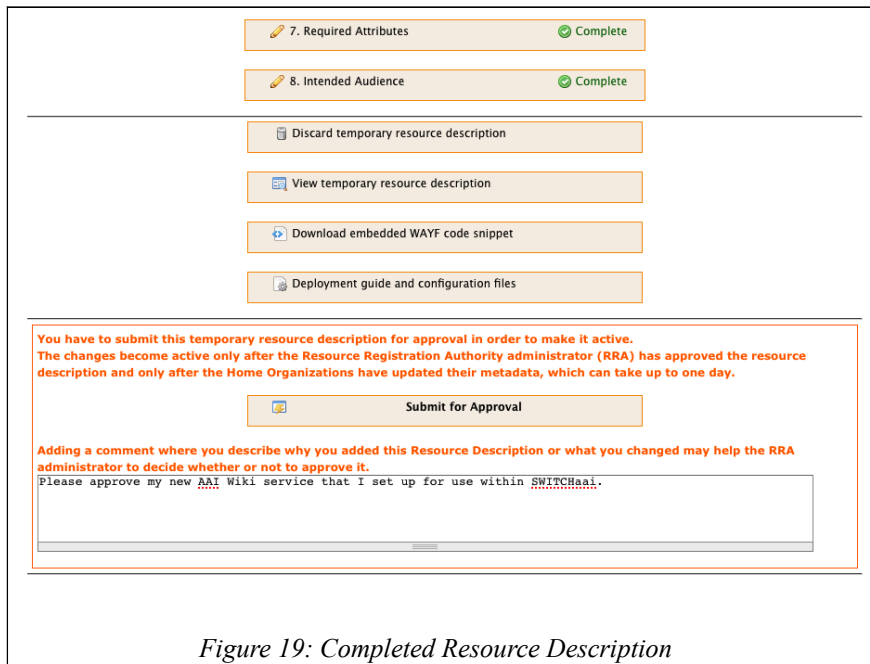 7. Required Attributes Complete
8. Intended Audience Complete
Discard temporary resource description
View temporary resource description
Download embedded WAYF code snippet
Deployment guide and configuration files
You have to submit this temporary resource description for approval in order to make it active.
The changes become active only after the Resource Registration Authority administrator (RRA) has approved the resource
description and only after the Home Organizations have updated their metadata, which can take up to one day.
Submit for Approval
Adding a comment where you describe why you added this Resource Description or what you changed may help the RRA
administrator to decide whether or not to approve it.
Please approve my new AAI Wiki service that I set up for use within SWITCHaai.
Figure 19: Completed Resource Description